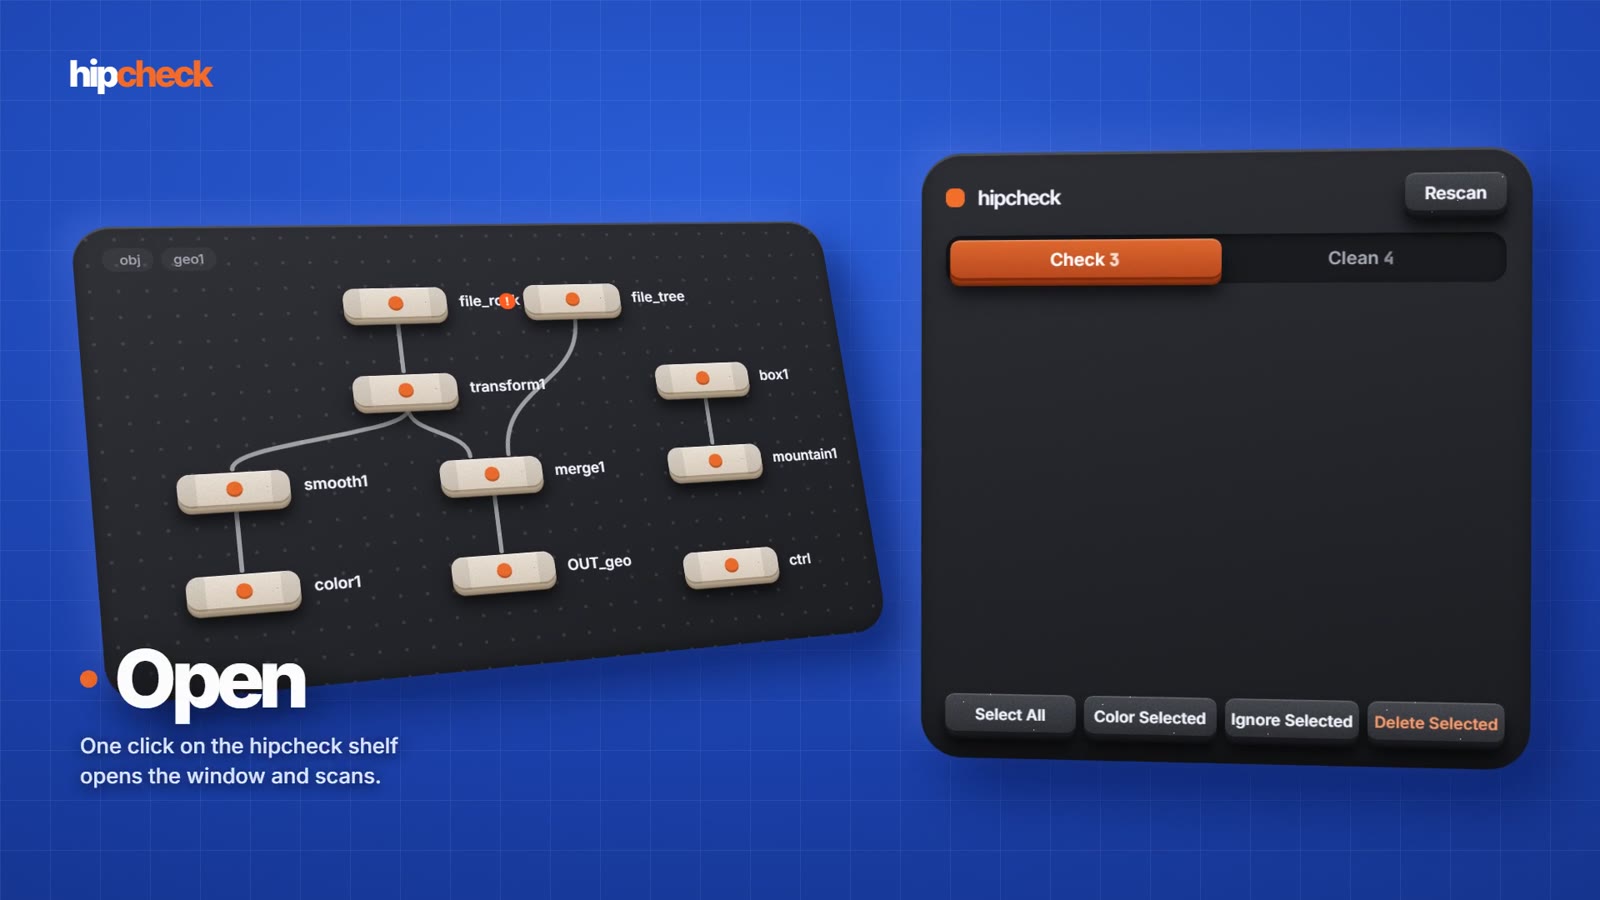 hipcheck
obj geo1
file_tree
transform1
box1
smooth1
merge1
mountain1
color1
OUT_geo
ctrl
Open
One click on the hipcheck shelf
opens the window and scans.
hipcheck
Rescan
Check 3
Clean 4
Select All
Color Selected
Ignore Selected
Delete Selected